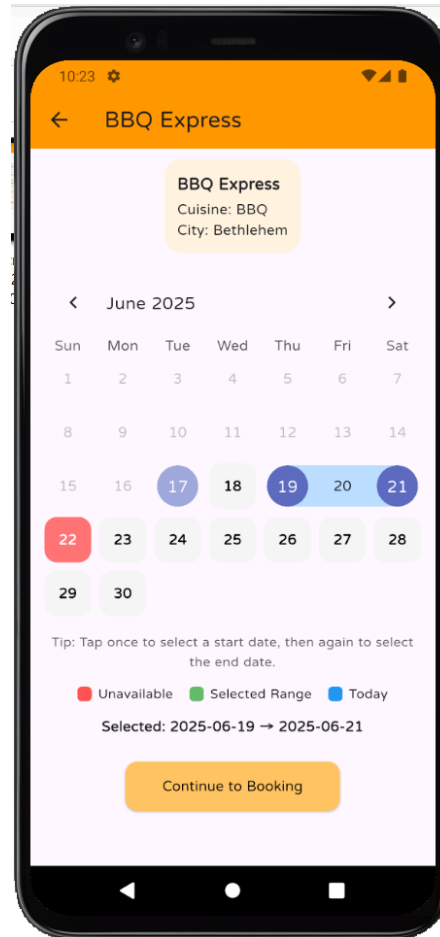 10:23
BBQ Express
BBQ Express
Cuisine: BBQ
City: Bethlehem
June 2025
Sun Mon Tue Wed Thu Fri Sat
1 2 3 4 5 6 7
8 9 10 11 12 13 14
15 16 17 18 19 20 21
22 23 24 25 26 27 28
29 30
Tip: Tap once to select a start date, then again to select
the end date.
Unavailable Selected Range Today
Selected: 2025-06-19 → 2025-06-21
Continue to Booking